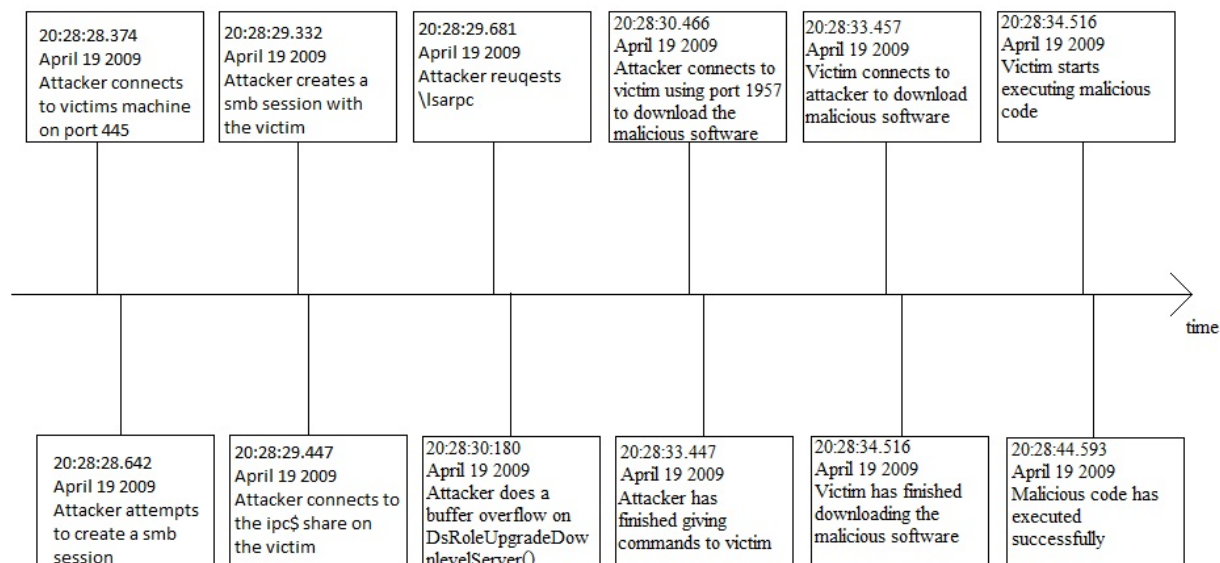 20:28:28.374
April 19 2009
Attacker connects
to victims machine
on port 445
20:28:29.332
April 19 2009
Attacker creates a
smb session with
the victim
20:28:29.681
April 19 2009
Attacker reuqests
\lsarpc
20:28:30.466
April 19 2009
Attacker connects to
victim using port 1957
to download the
malicious software
20:28:33.457
April 19 2009
Victim connects to
attacker to download
malicious software
20:28:34.516
April 19 2009
Victim starts
executing malicious
code
time
20:28:28.642
April 19 2009
Attacker attempts
to create a smb
session
20:28:29.447
April 19 2009
Attacker connects to
the ipc$ share on
the victim
20:28:30:180
April 19 2009
Attacker does a
buffer overflow on
DsRoleUpgradeDow
nlevelServer()
20:28:33.447
April 19 2009
Attacker has
finished giving
commands to victim
20:28:34.516
April 19 2009
Victim has finished
downloading the
malicious software
20:28:44.593
April 19 2009
Malicious code has
executed
successfully